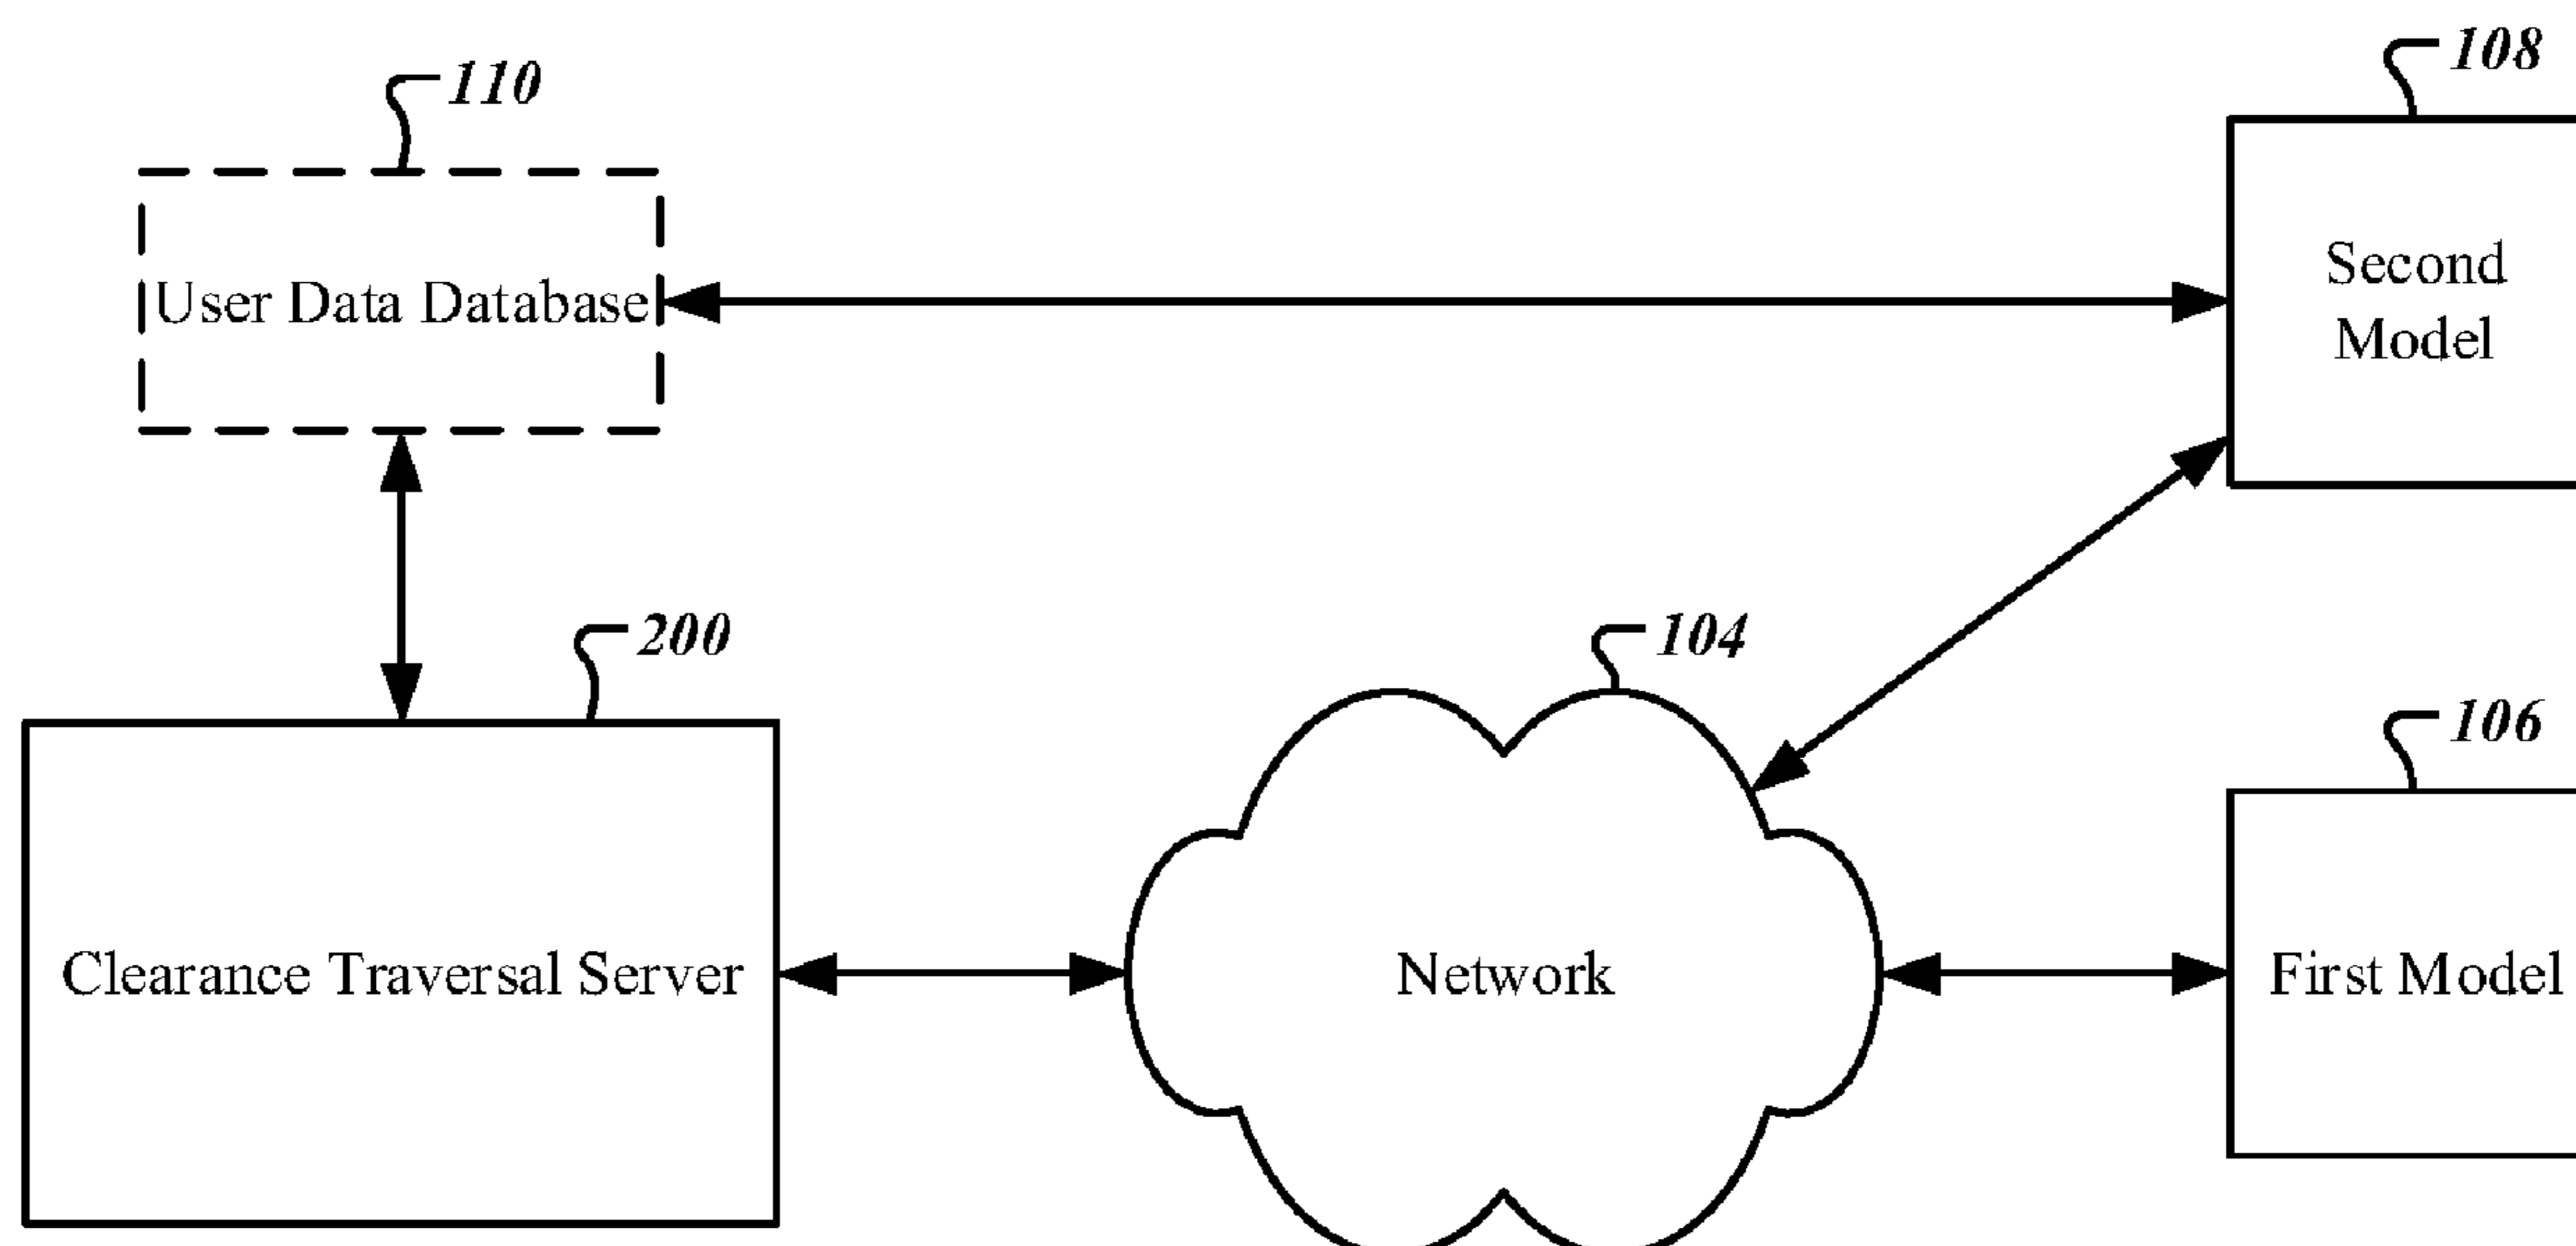 110
108
User Data Database
Second
Model
200
104
106
Clearance Traversal Server
Network
First Model